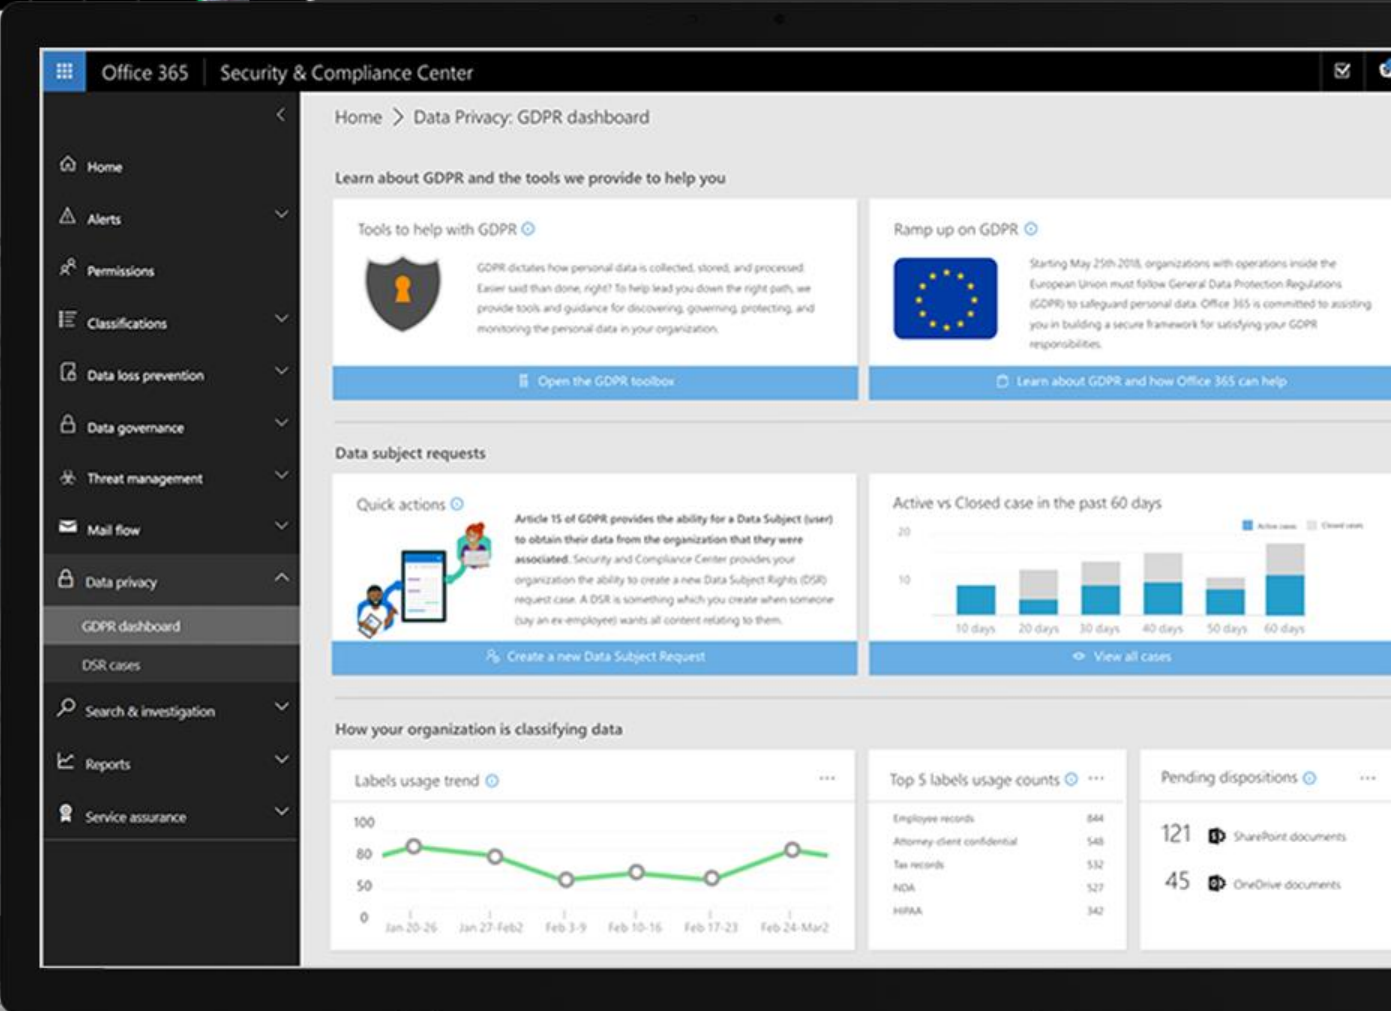 Office 365
Security & Compliance Center
Home
Alerts
Permissions
Classifications
Data loss prevention
Data governance
Threat management
Mail flow
Data privacy
GDPR dashboard
DSR cases
Search & investigation
Reports
Service assurance
Home > Data Privacy: GDPR dashboard
Learn about GDPR and the tools we provide to help you
Tools to help with GDPR
GDPR dictates how personal data is collected, stored, and processed.
Easier said than done, right? To help lead you down the right path, we
provide tools and guidance for discovering, governing, protecting, and
monitoring the personal data in your organization.
Open the GDPR toolbox
Ramp up on GDPR
Starting May 25th 2018, organizations with operations inside the
European Union must follow General Data Protection Regulations
(GDPR) to safeguard personal data. Office 365 is committed to assisting
you in building a secure framework for satisfying your GDPR
responsibilities.
Learn about GDPR and how Office 365 can help
Data subject requests
Quick actions
Article 15 of GDPR provides the ability for a Data Subject (user)
to obtain their data from the organization that they were
associated. Security and Compliance Center provides your
organization the ability to create a new Data Subject Rights (DSR)
request case. A DSR is something which you create when someone
(say an ex-employee) wants all content relating to them.
Create a new Data Subject Request
Active vs Closed case in the past 60 days
Active cases
Closed cases
20
10
10 days
20 days
30 days
40 days
50 days
60 days
View all cases
How your organization is classifying data
Labels usage trend
100
80
50
0
Jan 20-26
Jan 27-Feb2
Feb 3-9
Feb 10-16
Feb 17-23
Feb 24-Mar2
Top 5 labels usage counts
Employee records 844
Attorney-client confidential 548
Tax records 532
NDA 527
HIPAA 342
Pending dispositions
121 SharePoint documents
45 OneDrive documents